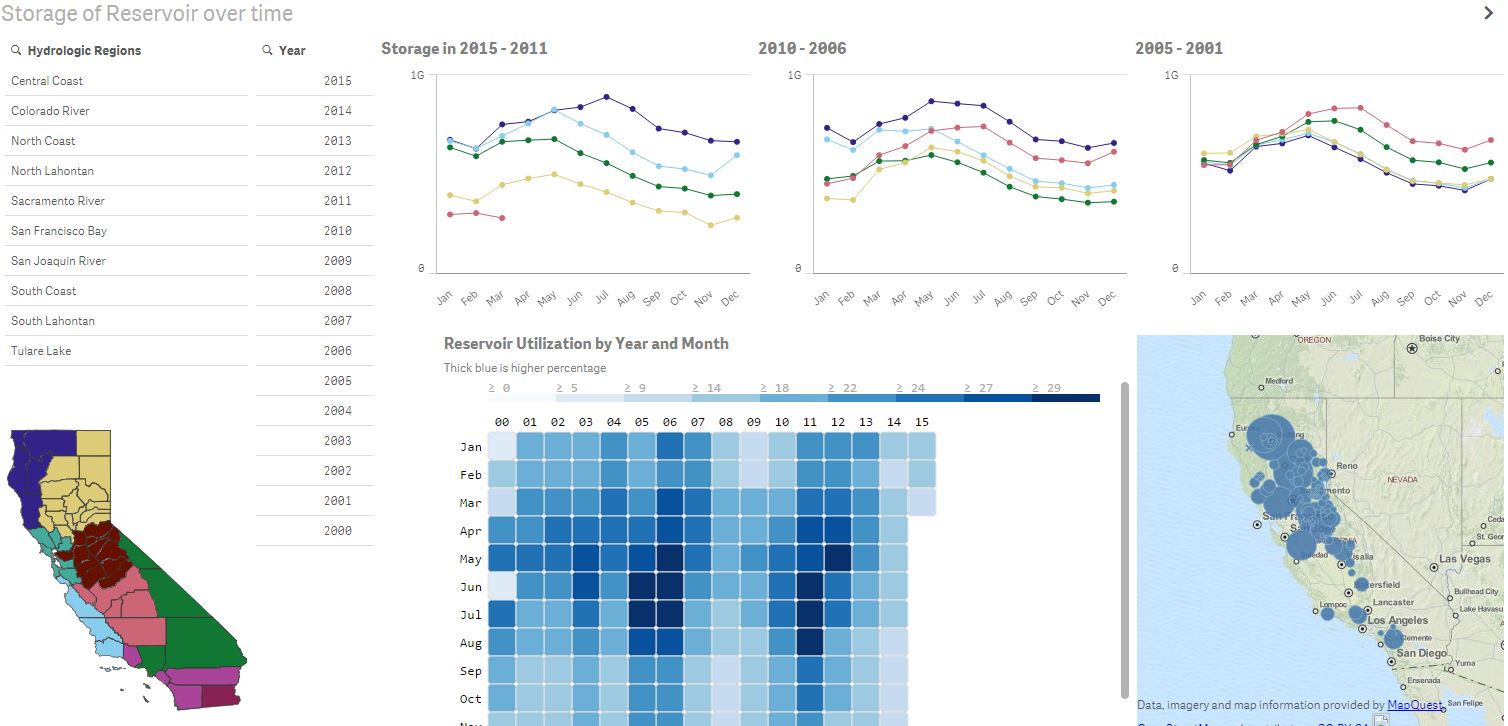 Storage of Reservoir over time
Hydrologic Regions
Central Coast
Colorado River
North Coast
North Lahontan
Sacramento River
San Francisco Bay
San Joaquin River
South Coast
South Lahontan
Tulare Lake
Year
2015
2014
2013
2012
2011
2010
2009
2008
2007
2006
2005
2004
2003
2002
2001
2000
Storage in 2015 - 2011
1G
0
Jan Feb Mar Apr May Jun Jul Aug Sep Oct Nov Dec
2010 - 2006
1G
0
Jan Feb Mar Apr May Jun Jul Aug Sep Oct Nov Dec
2005 - 2001
1G
0
Jan Feb Mar Apr May Jun Jul Aug Sep Oct Nov Dec
Reservoir Utilization by Year and Month
Thick blue is higher percentage
≥ 0 ≥ 5 ≥ 9 ≥ 14 ≥ 18 ≥ 22 ≥ 24 ≥ 27 ≥ 29
00 01 02 03 04 05 06 07 08 09 10 11 12 13 14 15
Jan
Feb
Mar
Apr
May
Jun
Jul
Aug
Sep
Oct
OREGON
Boise City
Medford
Reno
NEVADA
Las Vegas
Bullhead City
Lake Havasu
Lompoc
Lancaster
Los Angeles
San Diego
Yuma
Ensenada
San Felipe
Data, imagery and map information provided by MapQuest,